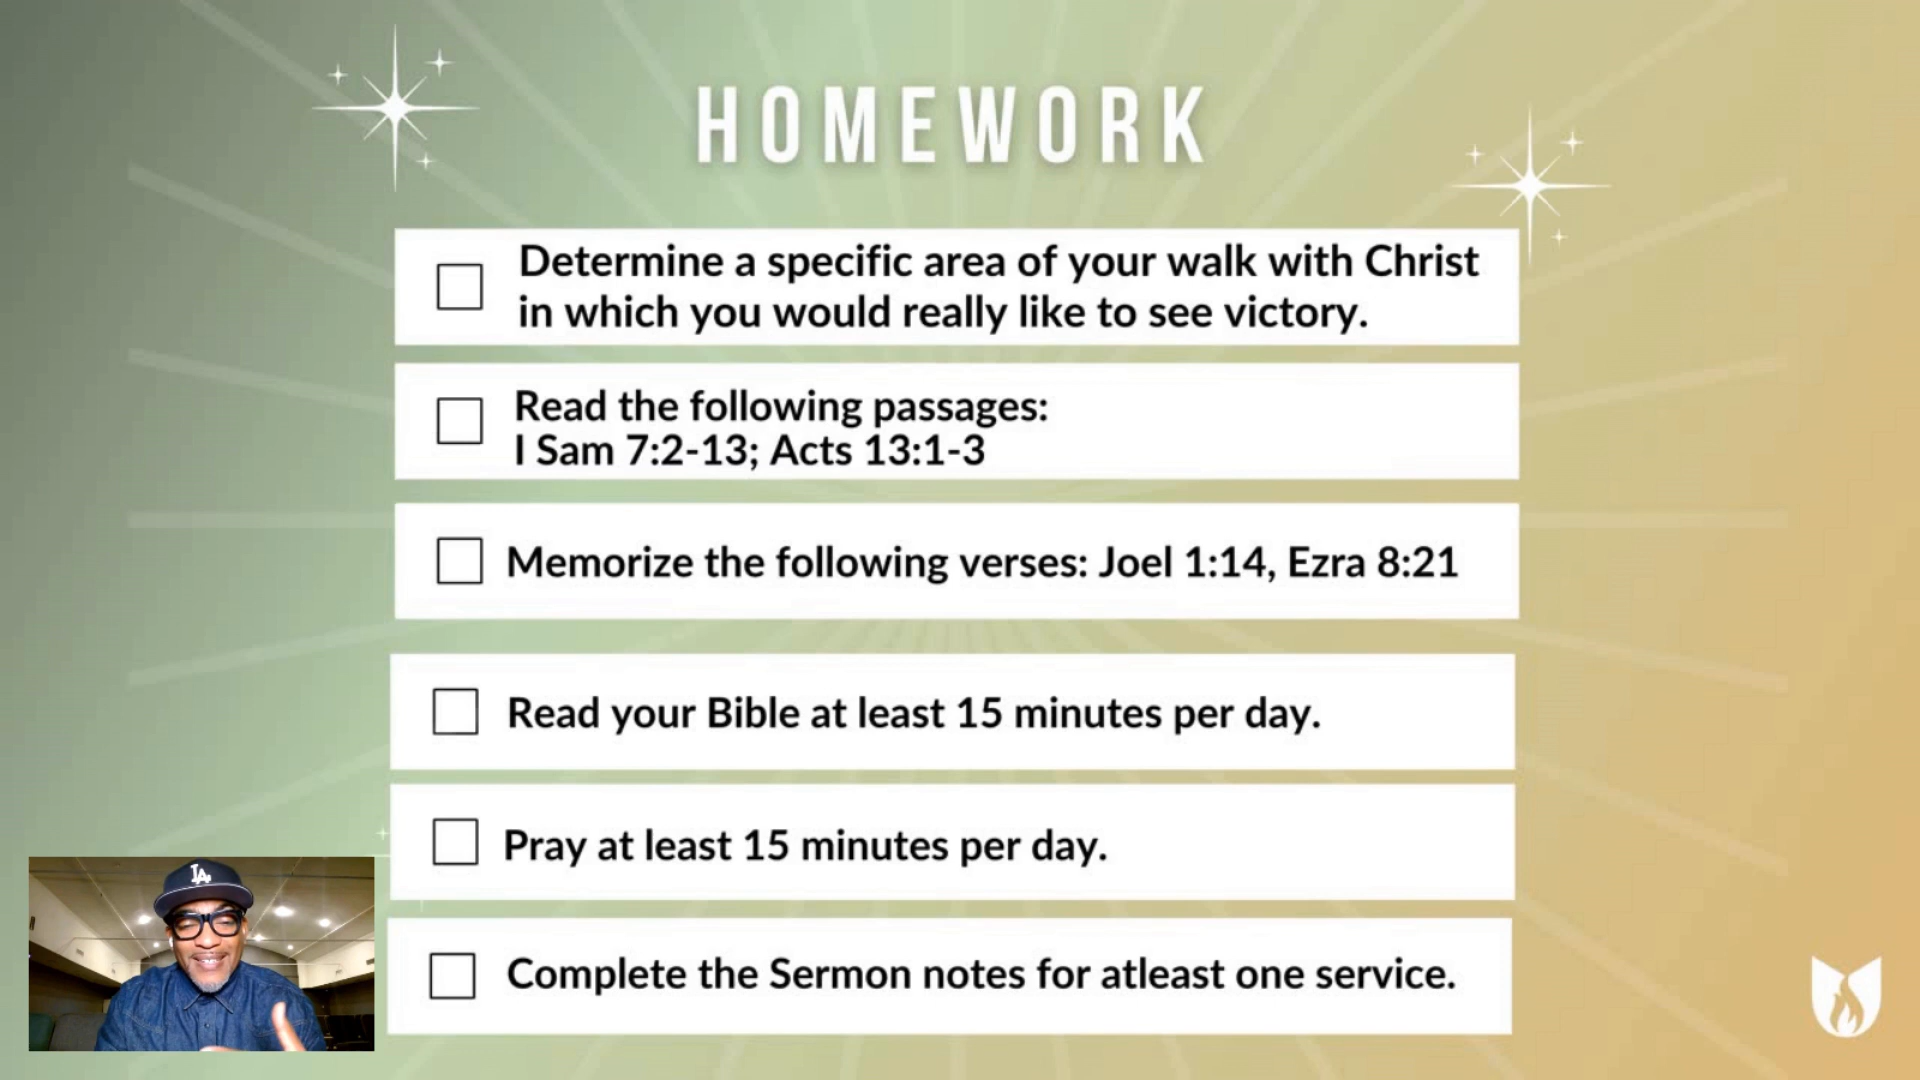 HOMEWORK
Determine a specific area of your walk with Christ
in which you would really like to see victory.
Read the following passages:
I Sam 7:2-13; Acts 13:1-3
Memorize the following verses: Joel 1:14, Ezra 8:21
Read your Bible at least 15 minutes per day.
Pray at least 15 minutes per day.
Complete the Sermon notes for atleast one service.
LA